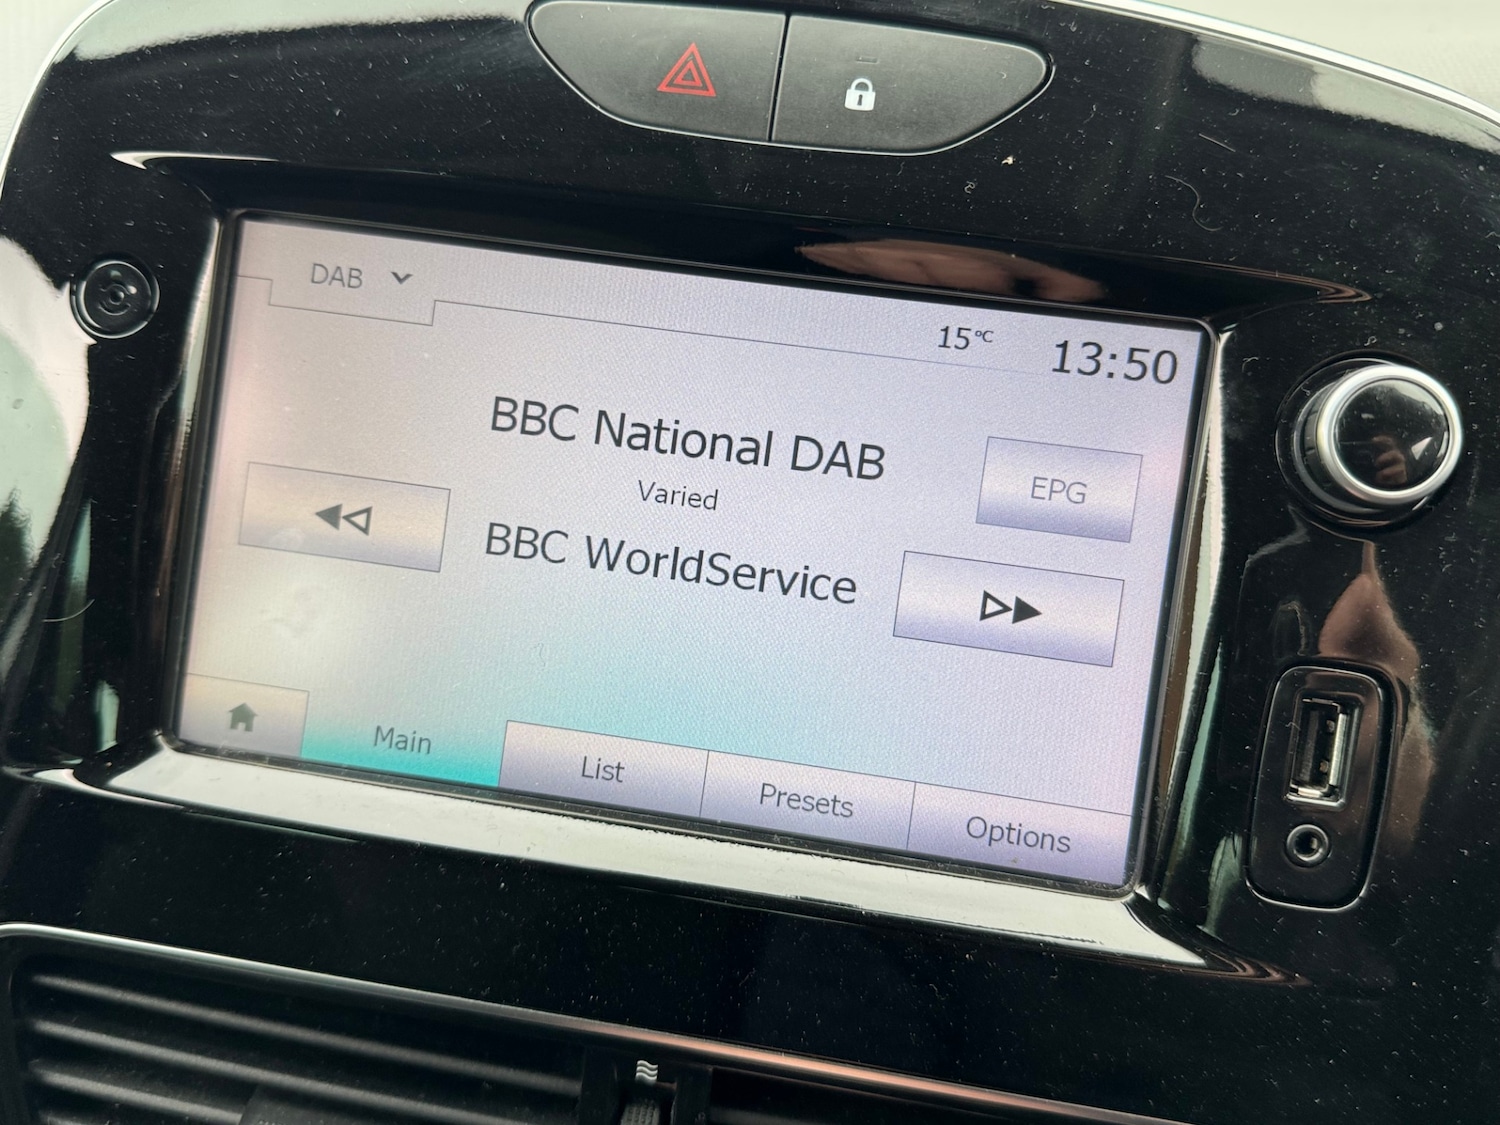 DAB
15°C
13:50
BBC National DAB
Varied
EPG
BBC WorldService
Main
List
Presets
Options